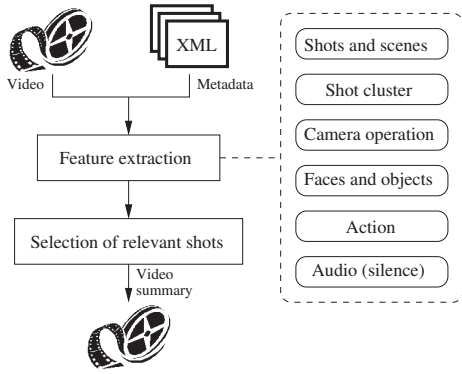 XML
Video
Metadata
Feature extraction
Selection of relevant shots
Video
summary
Shots and scenes
Shot cluster
Camera operation
Faces and objects
Action
Audio (silence)